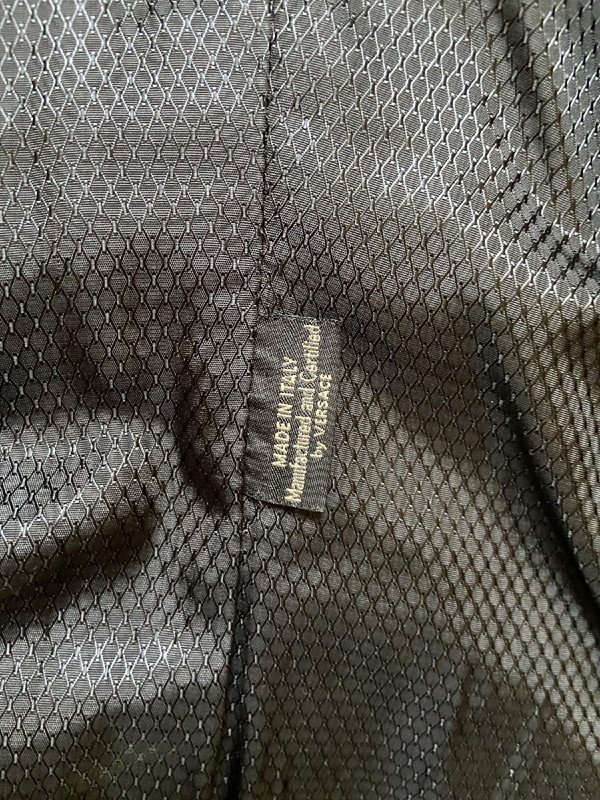 MADE IN ITALY
Manufactured and Certified
by VERSACE